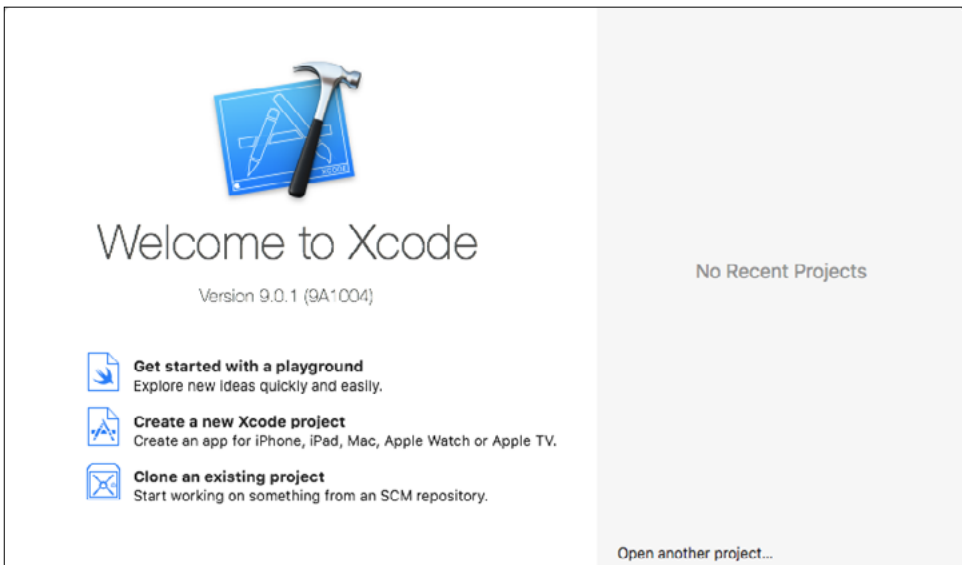 XCODE
Welcome to Xcode
Version 9.0.1 (9A1004)
Get started with a playground
Explore new ideas quickly and easily.
Create a new Xcode project
Create an app for iPhone, iPad, Mac, Apple Watch or Apple TV.
Clone an existing project
Start working on something from an SCM repository.
No Recent Projects
Open another project...